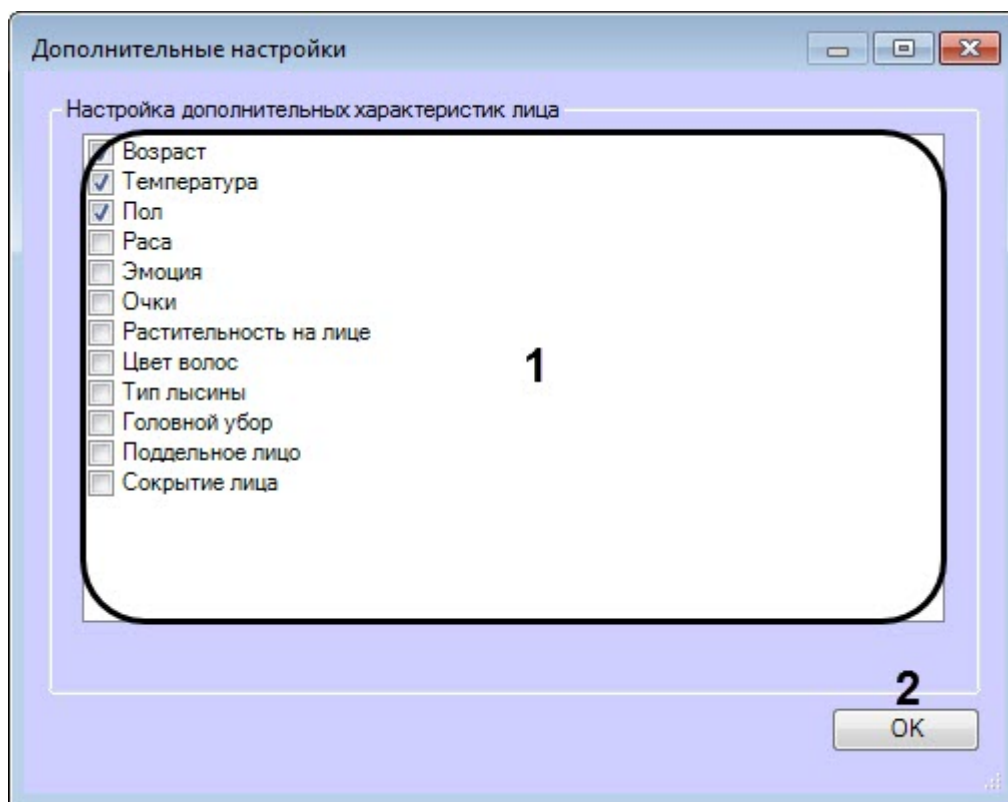 Дополнительные настройки
Настройка дополнительных характеристик лица
Возраст
Температура
Пол
Раса
Эмоция
Очки
Растительность на лице
1
Цвет волос
Тип лысины
Головной убор
Поддельное лицо
Сокрытие лица
2
OK